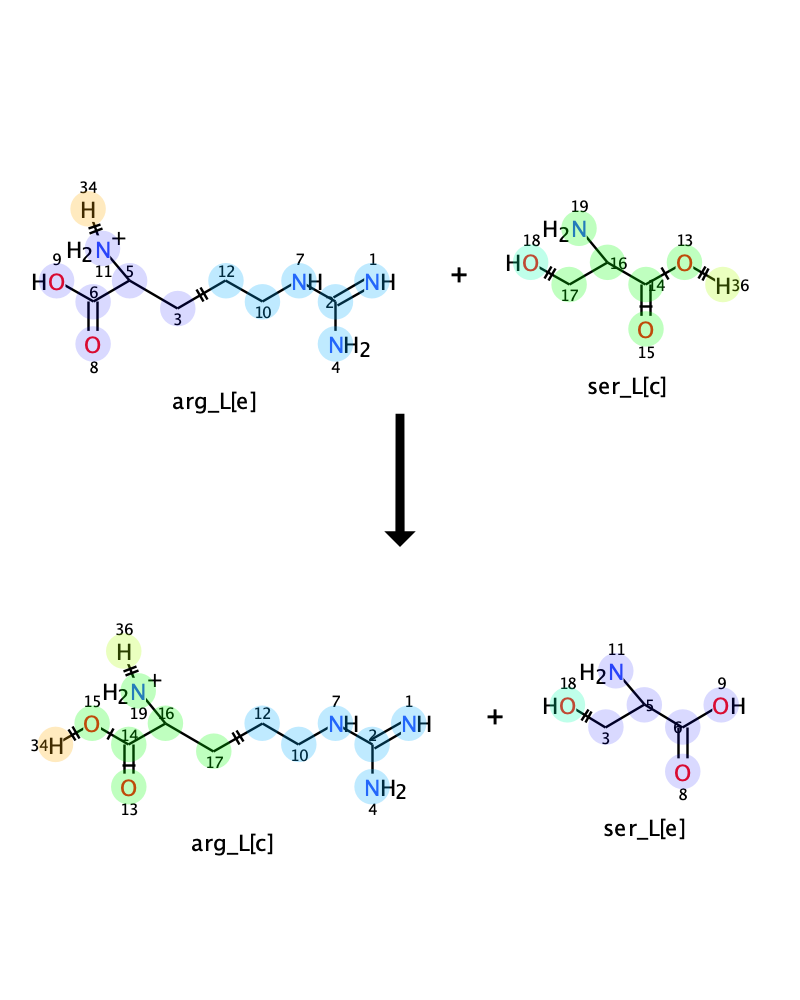 34
H
H2N+
11
9
HO
6
5
O
8
3
12
10
7
NH
2
1
NH
NH2
4
+
19
H2N
18
HO
17
16
14
13
O
H36
O
15
arg_L[e]
ser_L[c]
36
H
H2N+
19
15
O
34H
14
16
O
13
17
12
10
7
NH
2
1
NH
NH2
4
+
11
H2N
18
HO
3
5
6
9
OH
O
8
arg_L[c]
ser_L[e]